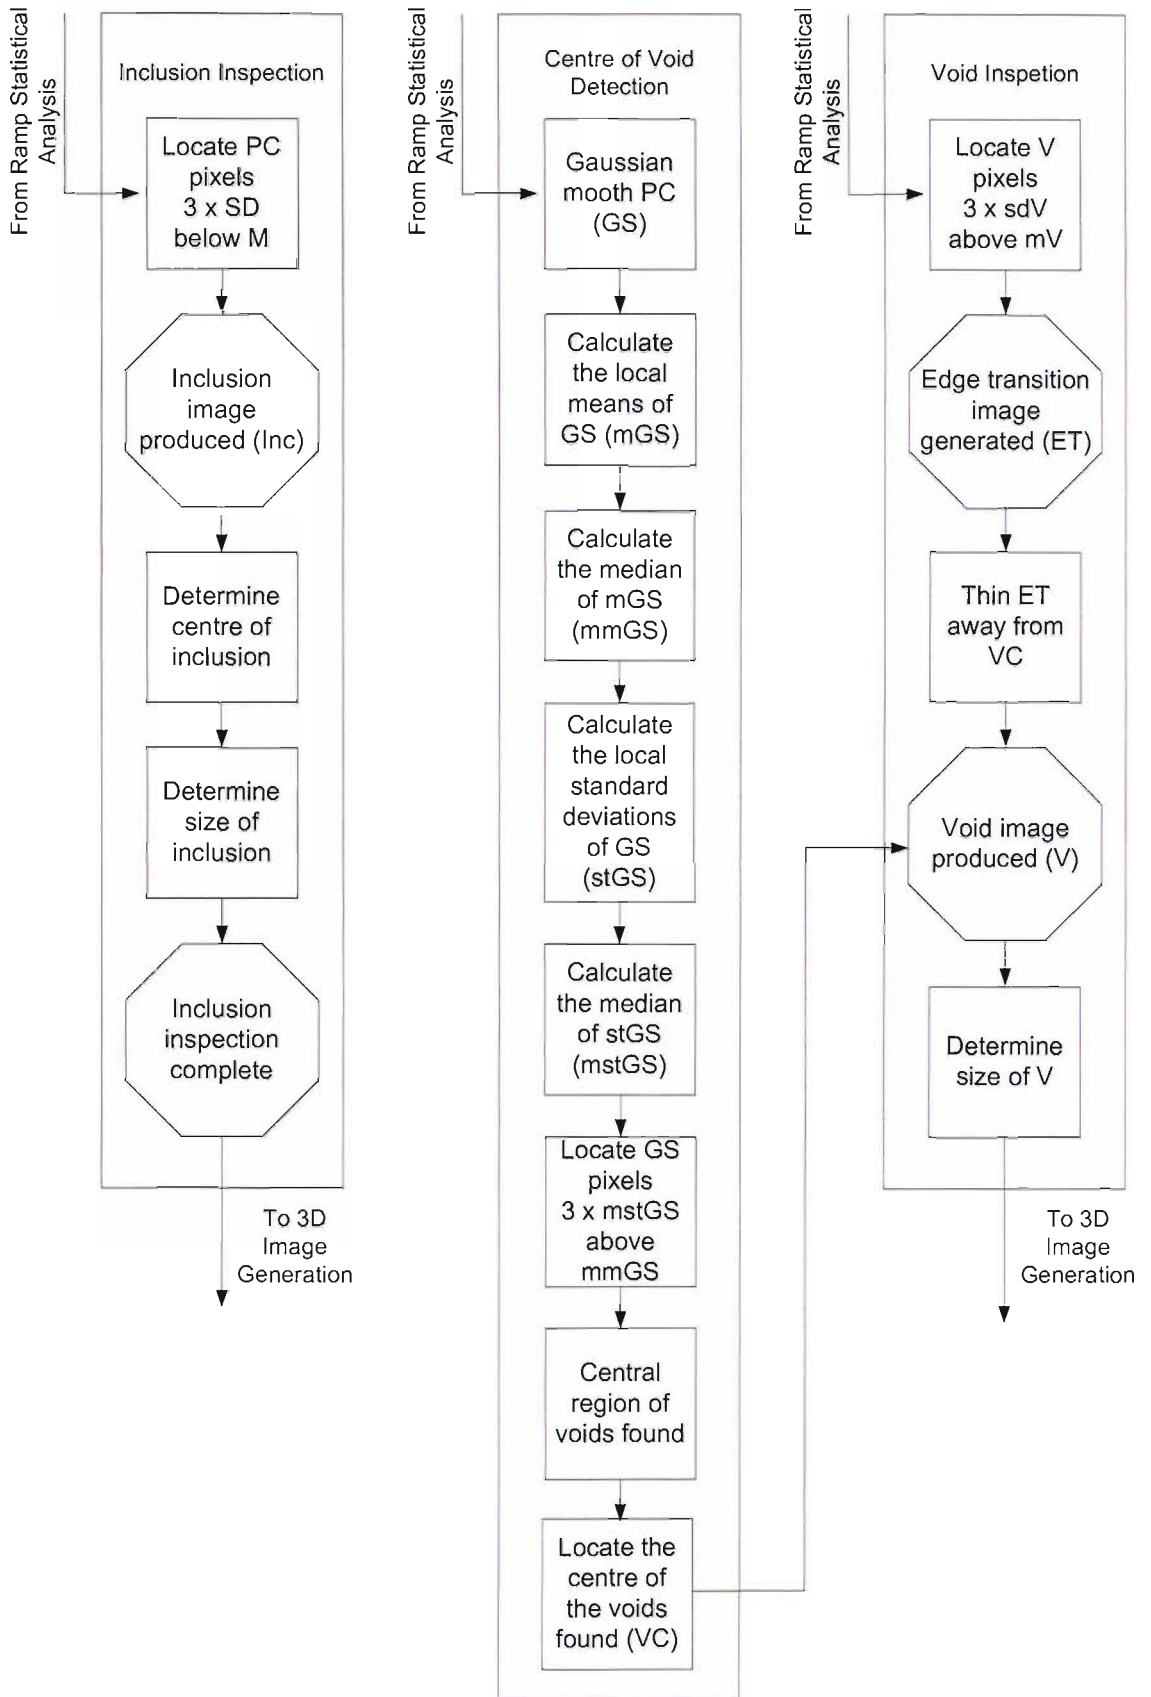 From Ramp Statistical
Analysis
Inclusion Inspection
Locate PC
pixels
3 x SD
below M
Inclusion
image
produced (Inc)
Determine
centre of
inclusion
Determine
size of
inclusion
Inclusion
inspection
complete
To 3D
Image
Generation
From Ramp Statistical
Analysis
Centre of Void
Detection
Gaussian
mooth PC
(GS)
Calculate
the local
means of
GS (mGS)
Calculate
the median
of mGS
(mmGS)
Calculate
the local
standard
deviations
of GS
(stGS)
Calculate
the median
of stGS
(mstGS)
Locate GS
pixels
3 x mstGS
above
mmGS
Central
region of
voids found
Locate the
centre of
the voids
found (VC)
From Ramp Statistical
Analysis
Void Inspetion
Locate V
pixels
3 x sdV
above mV
Edge transition
image
generated (ET)
Thin ET
away from
VC
Void image
produced (V)
Determine
size of V
To 3D
Image
Generation